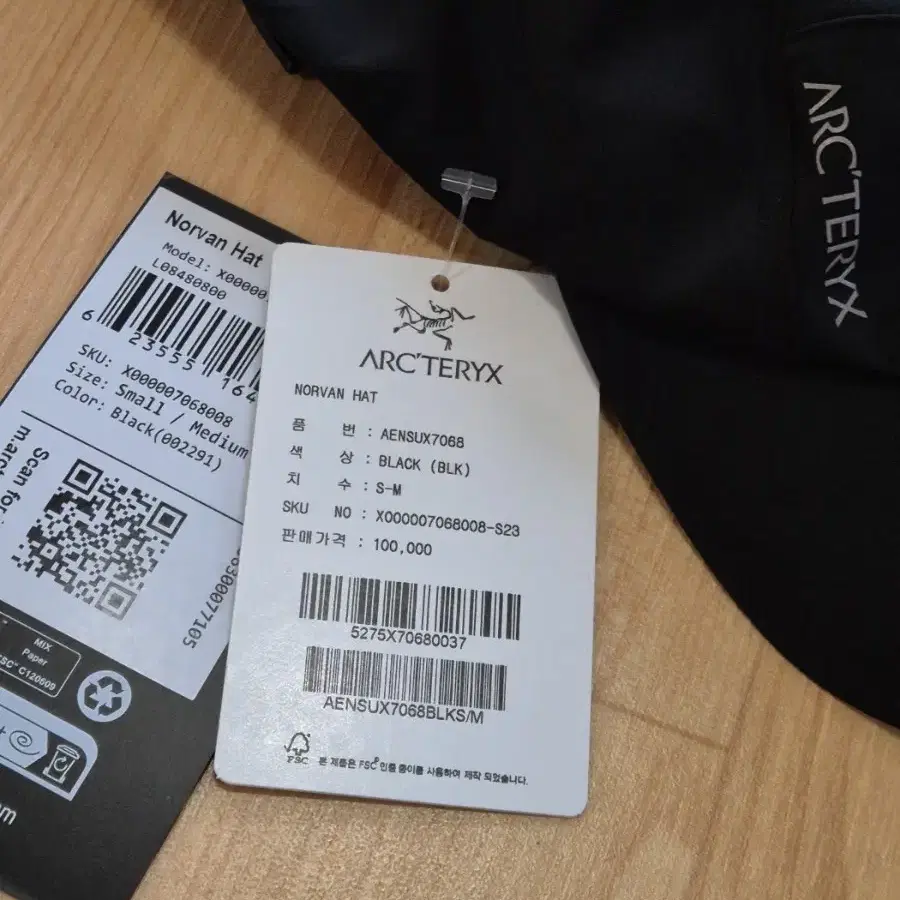 ARC'TERYX
Norvan Hat
Model: X00000
L08480800
6 23555 164
SKU: X000007068008
Size: Small / Medium
Color: Black(002291)
Scan for
m.arc
MIX
Paper
FSC™ C120609
ARC'TERYX
NORVAN HAT
품 번 : AENSUX7068
색 상 : BLACK (BLK)
치 수 : S-M
SKU NO : X000007068008-S23
판매가격 : 100,000
5275X70680037
AENSUX7068BLKS/M
FSC
본 제품은 FSC® 인증 종이를 사용하여 제작 되었습니다.